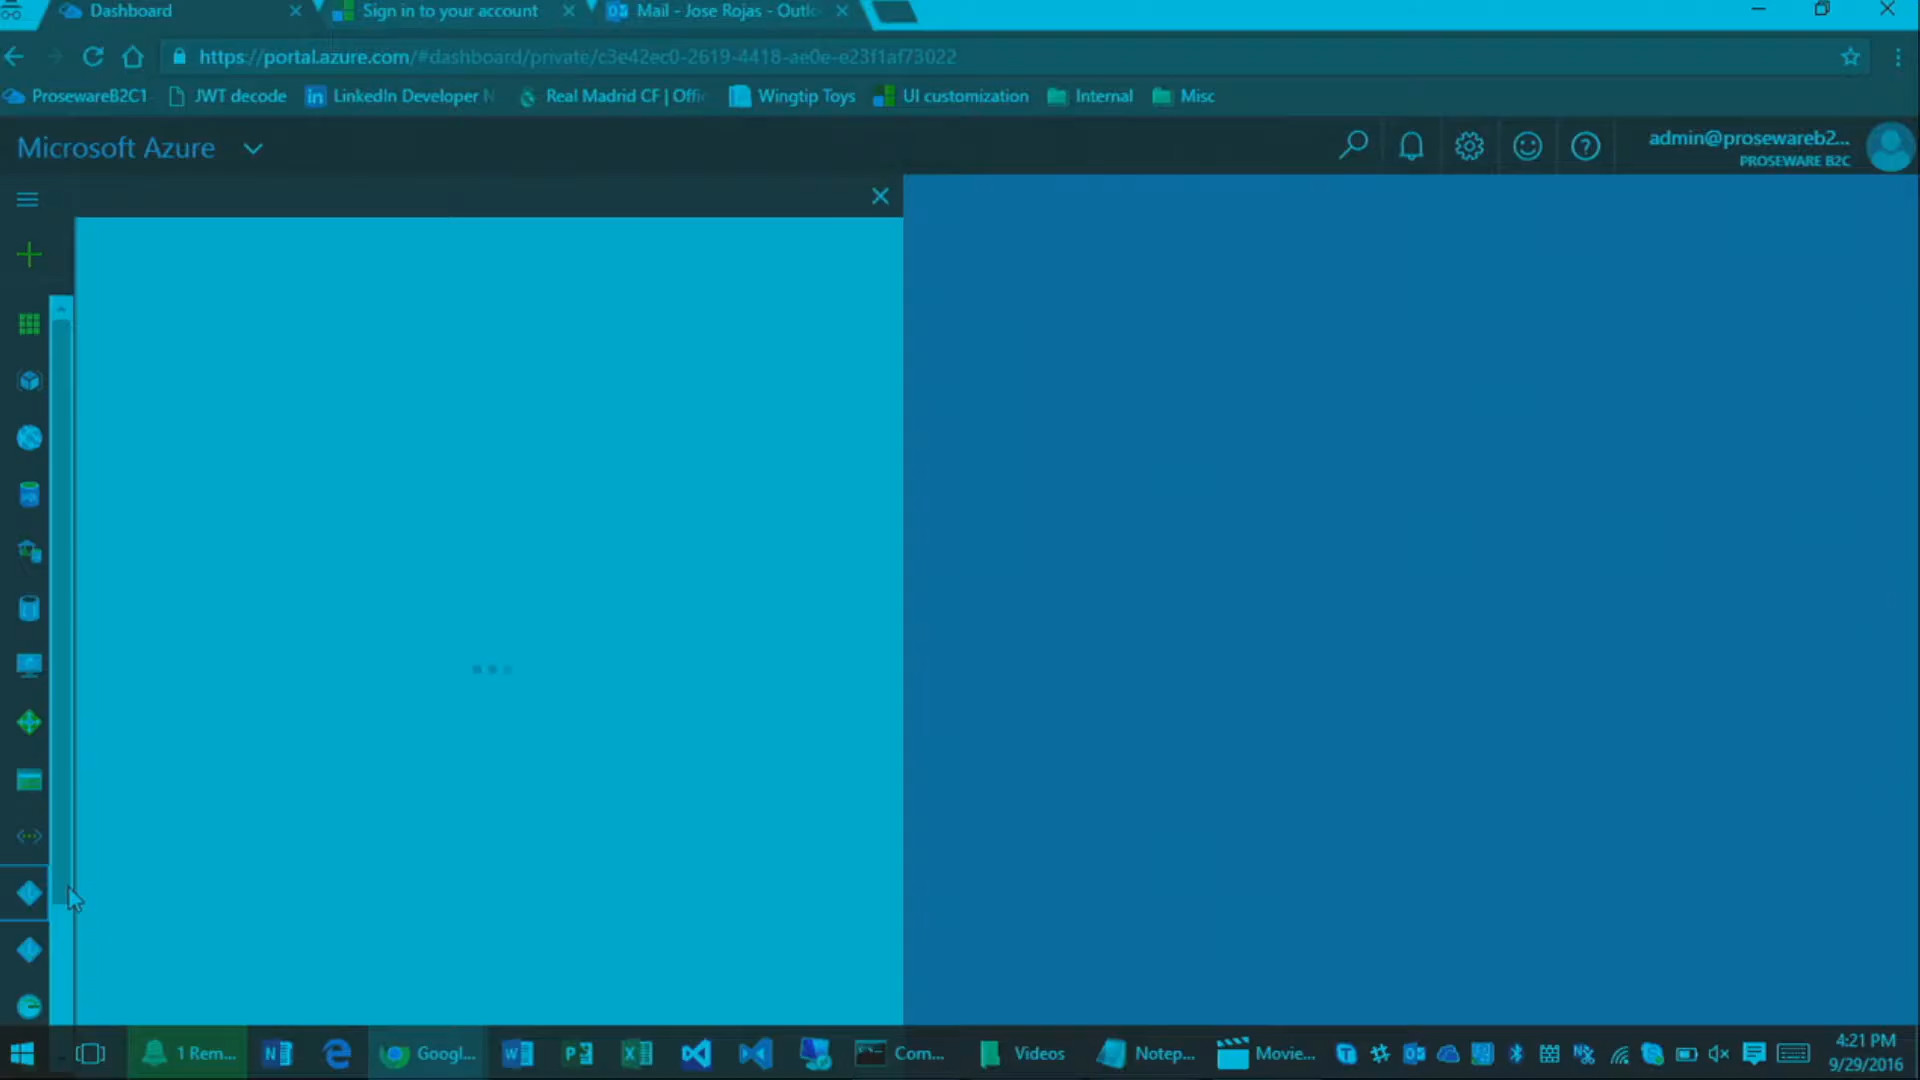 Dashboard
Sign in to your account
Mail - Jose Rojas - Outlo
https://portal.azure.com/#dashboard/private/c3e42ec0-2619-4418-ae0e-e23f1af73022
ProsewareB2C1
JWT decode
LinkedIn Developer N
Real Madrid CF | Offi
Wingtip Toys
UI customization
Internal
Misc
Microsoft Azure
admin@prosewareb2...
PROSEWARE B2C
1 Rem...
Googl...
Com...
Videos
Notep...
Movie...
4:21 PM
9/29/2016